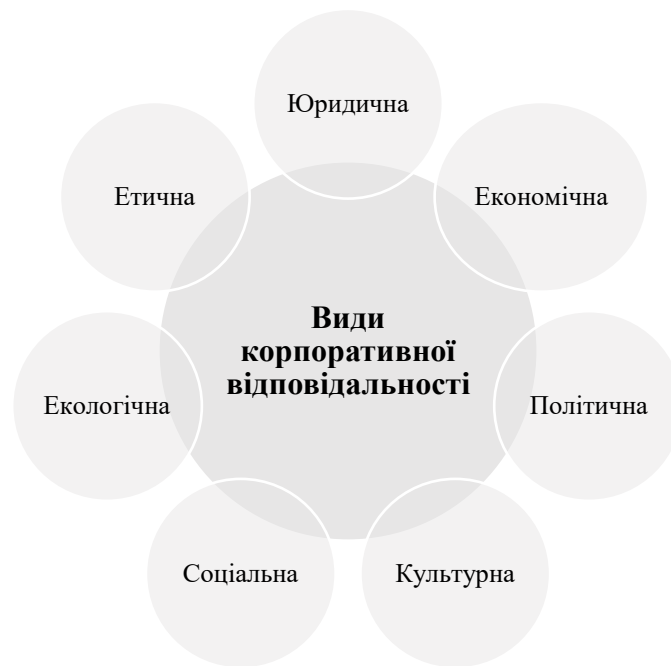 Юридична
Етична
Економічна
Види
корпоративної
відповідальності
Екологічна
Політична
Соціальна
Культурна